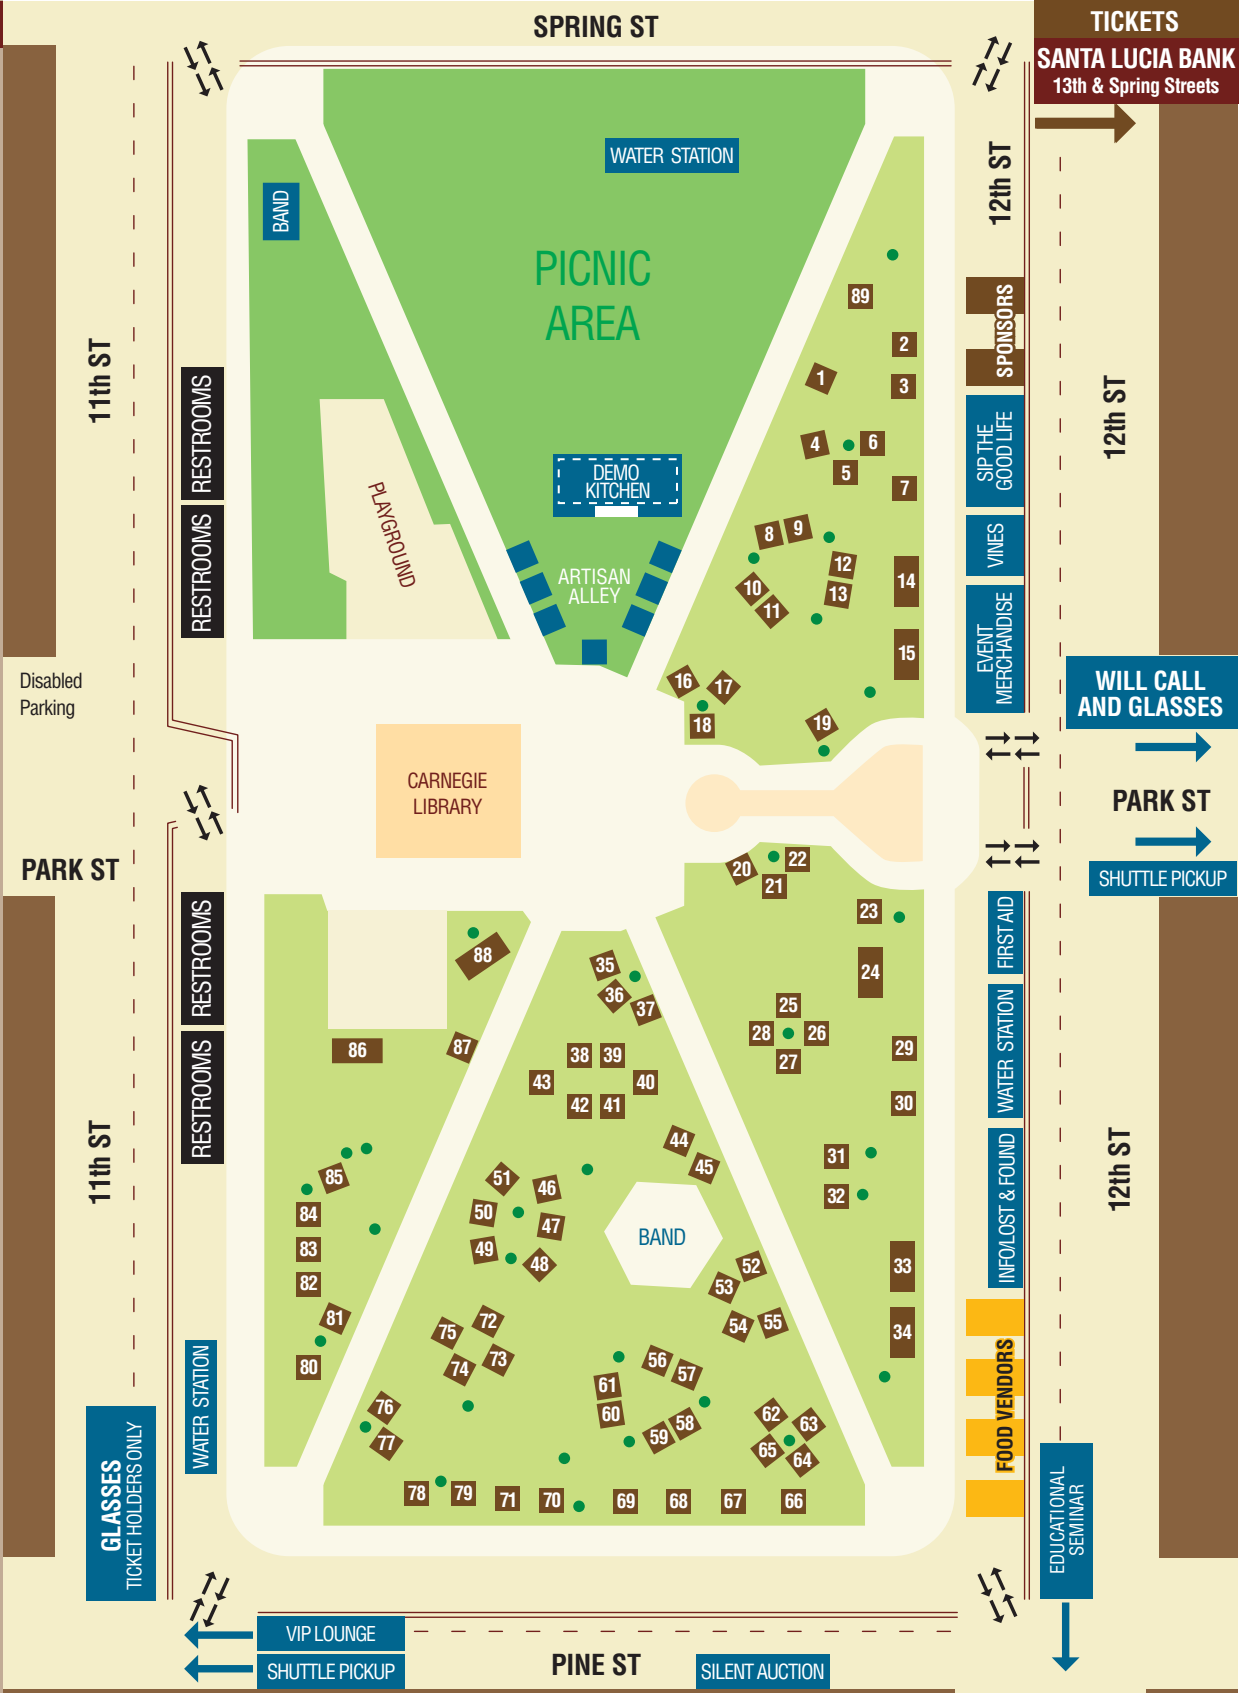 SPRING ST
TICKETS
SANTA LUCIA BANK
13th & Spring Streets
WATER STATION
12th ST
BAND
PICNIC
AREA
89
SPONSORS
2
1
3
11th ST
12th ST
RESTROOMS
SIP THE
GOOD LIFE
4
6
5
7
DEMO
KITCHEN
PLAYGROUND
8
9
VINES
RESTROOMS
12
14
10
13
11
ARTISAN
ALLEY
EVENT
MERCHANDISE
15
16
17
18
19
Disabled
Parking
WILL CALL
AND GLASSES
CARNEGIE
LIBRARY
PARK ST
PARK ST
SHUTTLE PICKUP
20
22
21
23
FIRST AID
RESTROOMS
88
35
24
36
37
25
28
26
27
WATER STATION
86
87
38
39
29
43
40
42
41
30
RESTROOMS
11th ST
44
45
31
12th ST
INFO/LOST & FOUND
85
51
46
32
84
50
47
BAND
83
49
48
52
33
82
53
81
72
75
54
55
34
73
74
56
57
80
WATER STATION
61
60
76
77
58
59
62
63
65
64
FOOD VENDORS
78
79
71
70
69
68
67
66
GLASSES
TICKET HOLDERS ONLY
EDUCATIONAL
SEMINAR
VIP LOUNGE
SHUTTLE PICKUP
PINE ST
SILENT AUCTION